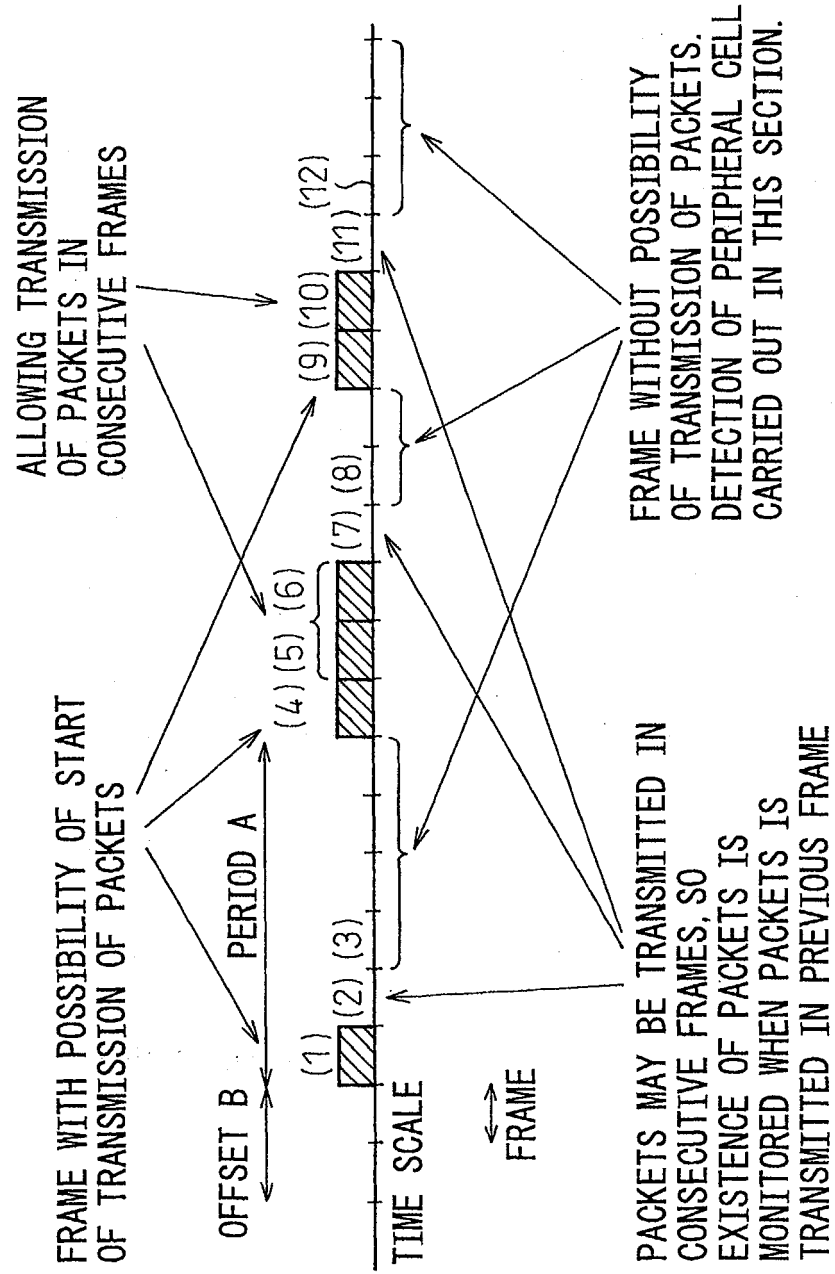 FRAME WITH POSSIBILITY OF START
OF TRANSMISSION OF PACKETS
ALLOWING TRANSMISSION
OF PACKETS IN
CONSECUTIVE FRAMES
OFFSET B
PERIOD A
(1)
(2)
(3)
(4)
(5)
(6)
(7)
(8)
(9)
(10)
(11)
(12)
TIME SCALE
FRAME
PACKETS MAY BE TRANSMITTED IN
CONSECUTIVE FRAMES, SO
EXISTENCE OF PACKETS IS
MONITORED WHEN PACKETS IS
TRANSMITTED IN PREVIOUS FRAME
FRAME WITHOUT POSSIBILITY
OF TRANSMISSION OF PACKETS.
DETECTION OF PERIPHERAL CELL
CARRIED OUT IN THIS SECTION.